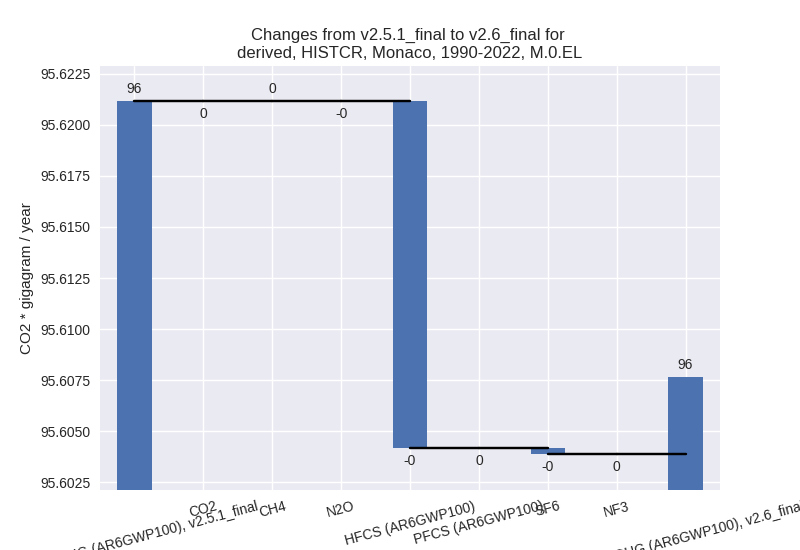 Changes from v2.5.1_final to v2.6_final for
derived, HISTCR, Monaco, 1990-2022, M.0.EL
CO2 * gigagram / year
95.6225
95.6200
95.6175
95.6150
95.6125
95.6100
95.6075
95.6050
95.6025
96
0
0
-0
-0
0
-0
0
96
(AR6GWP100), v2.5.1_final
CO2
CH4
N2O
HFCS (AR6GWP100)
PFCS (AR6GWP100)
SF6
NF3
(AR6GWP100), v2.6_final